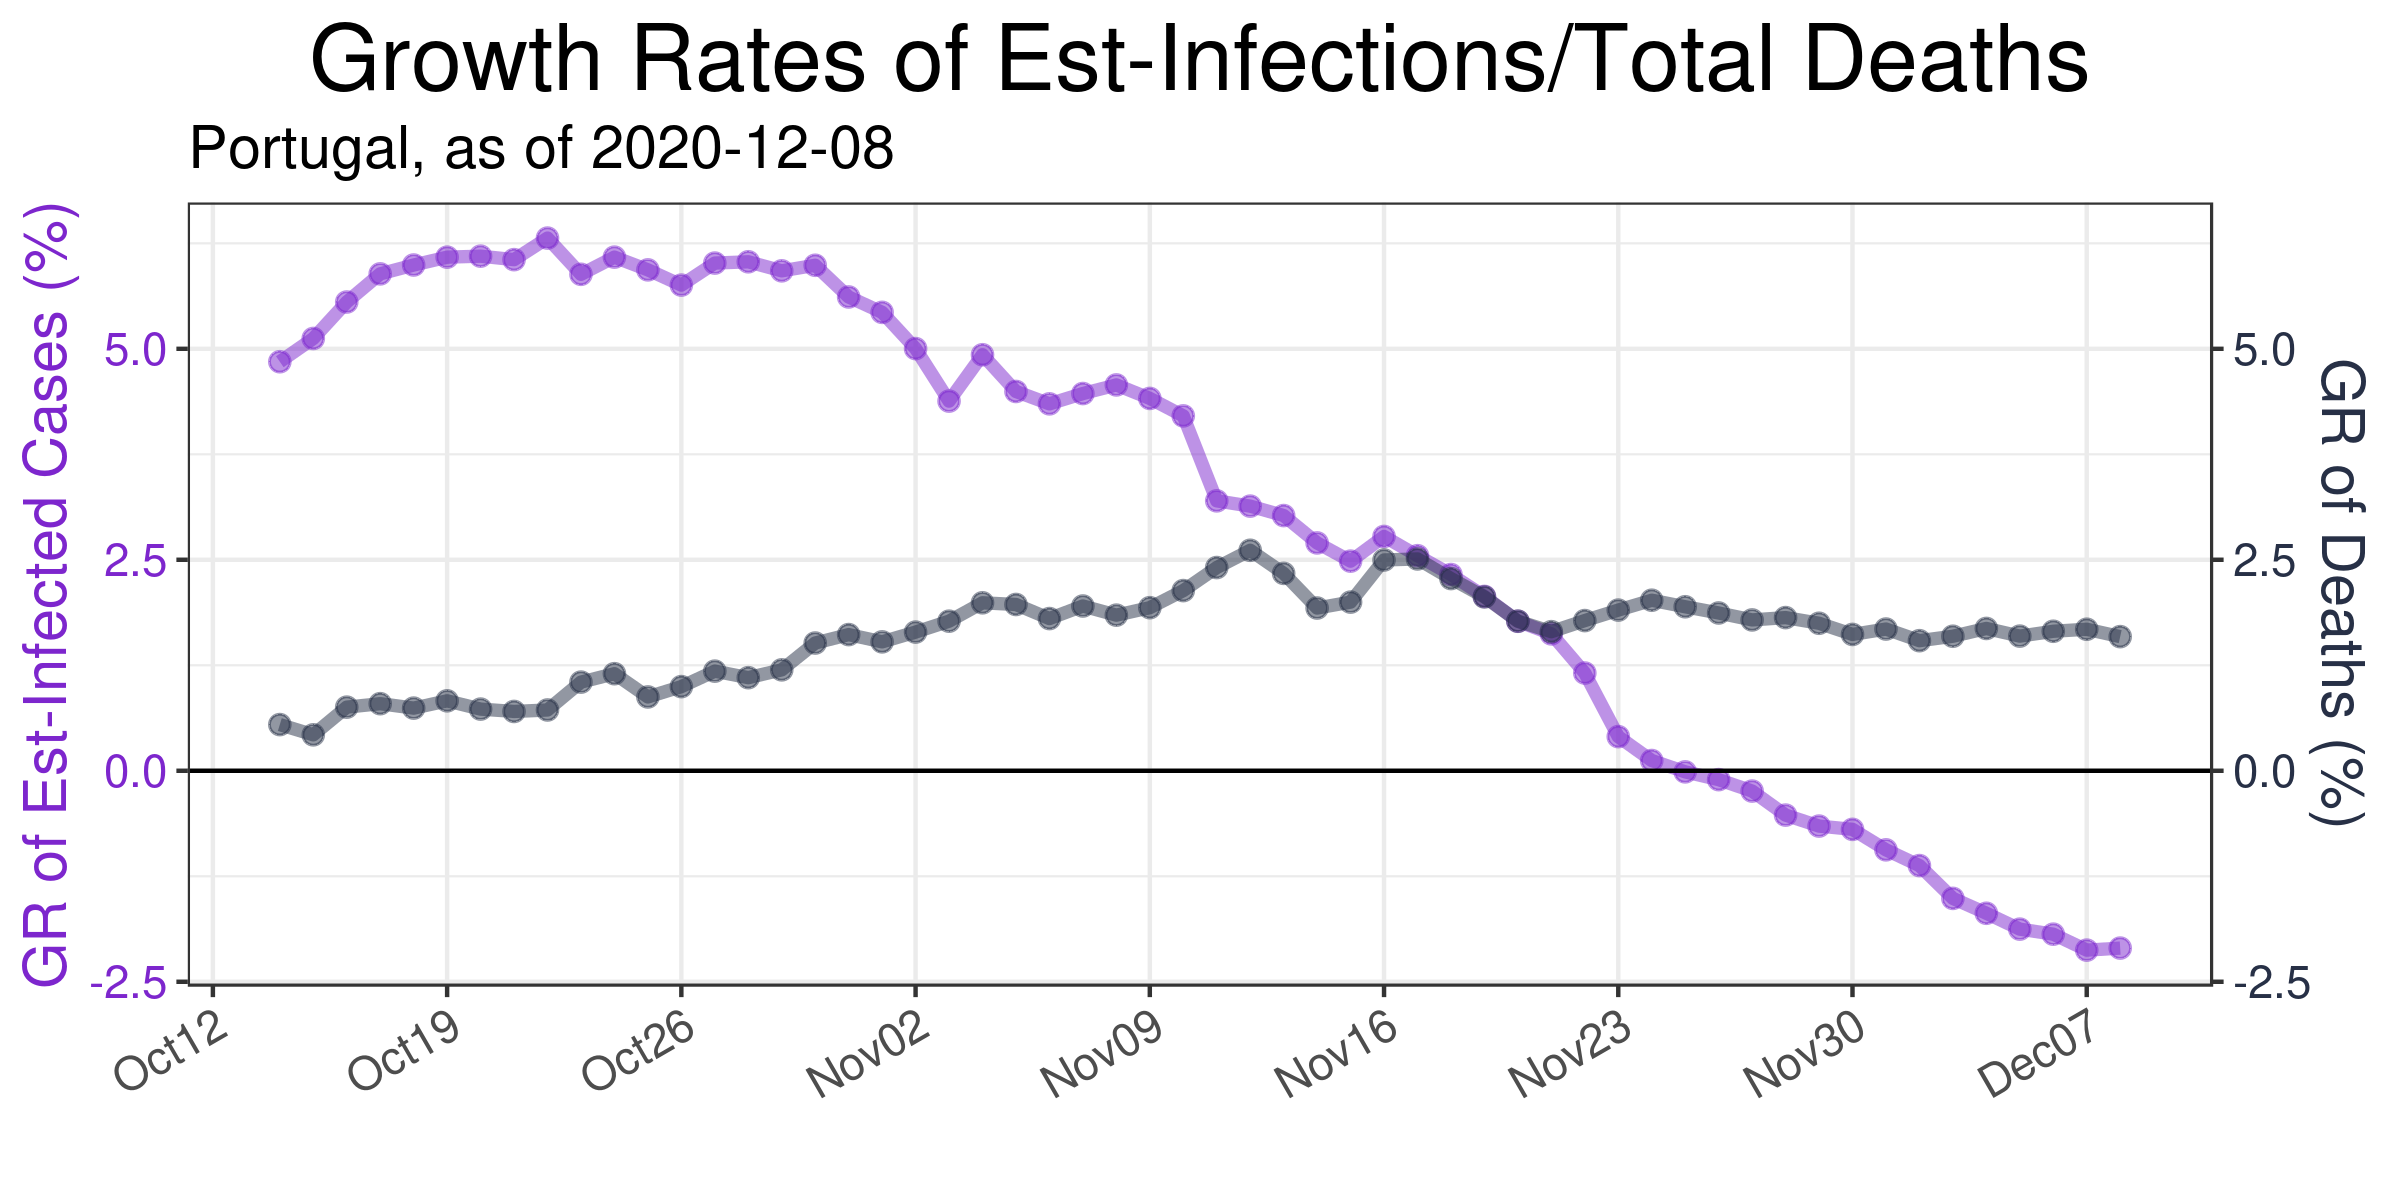 Growth Rates of Est-Infections/Total Deaths
Portugal, as of 2020-12-08
GR of Est-Infected Cases (%)
5.0
2.5
0.0
-2.5
5.0
2.5
0.0
-2.5
GR of Deaths (%)
Oct12
Oct19
Oct26
Nov02
Nov09
Nov16
Nov23
Nov30
Dec07